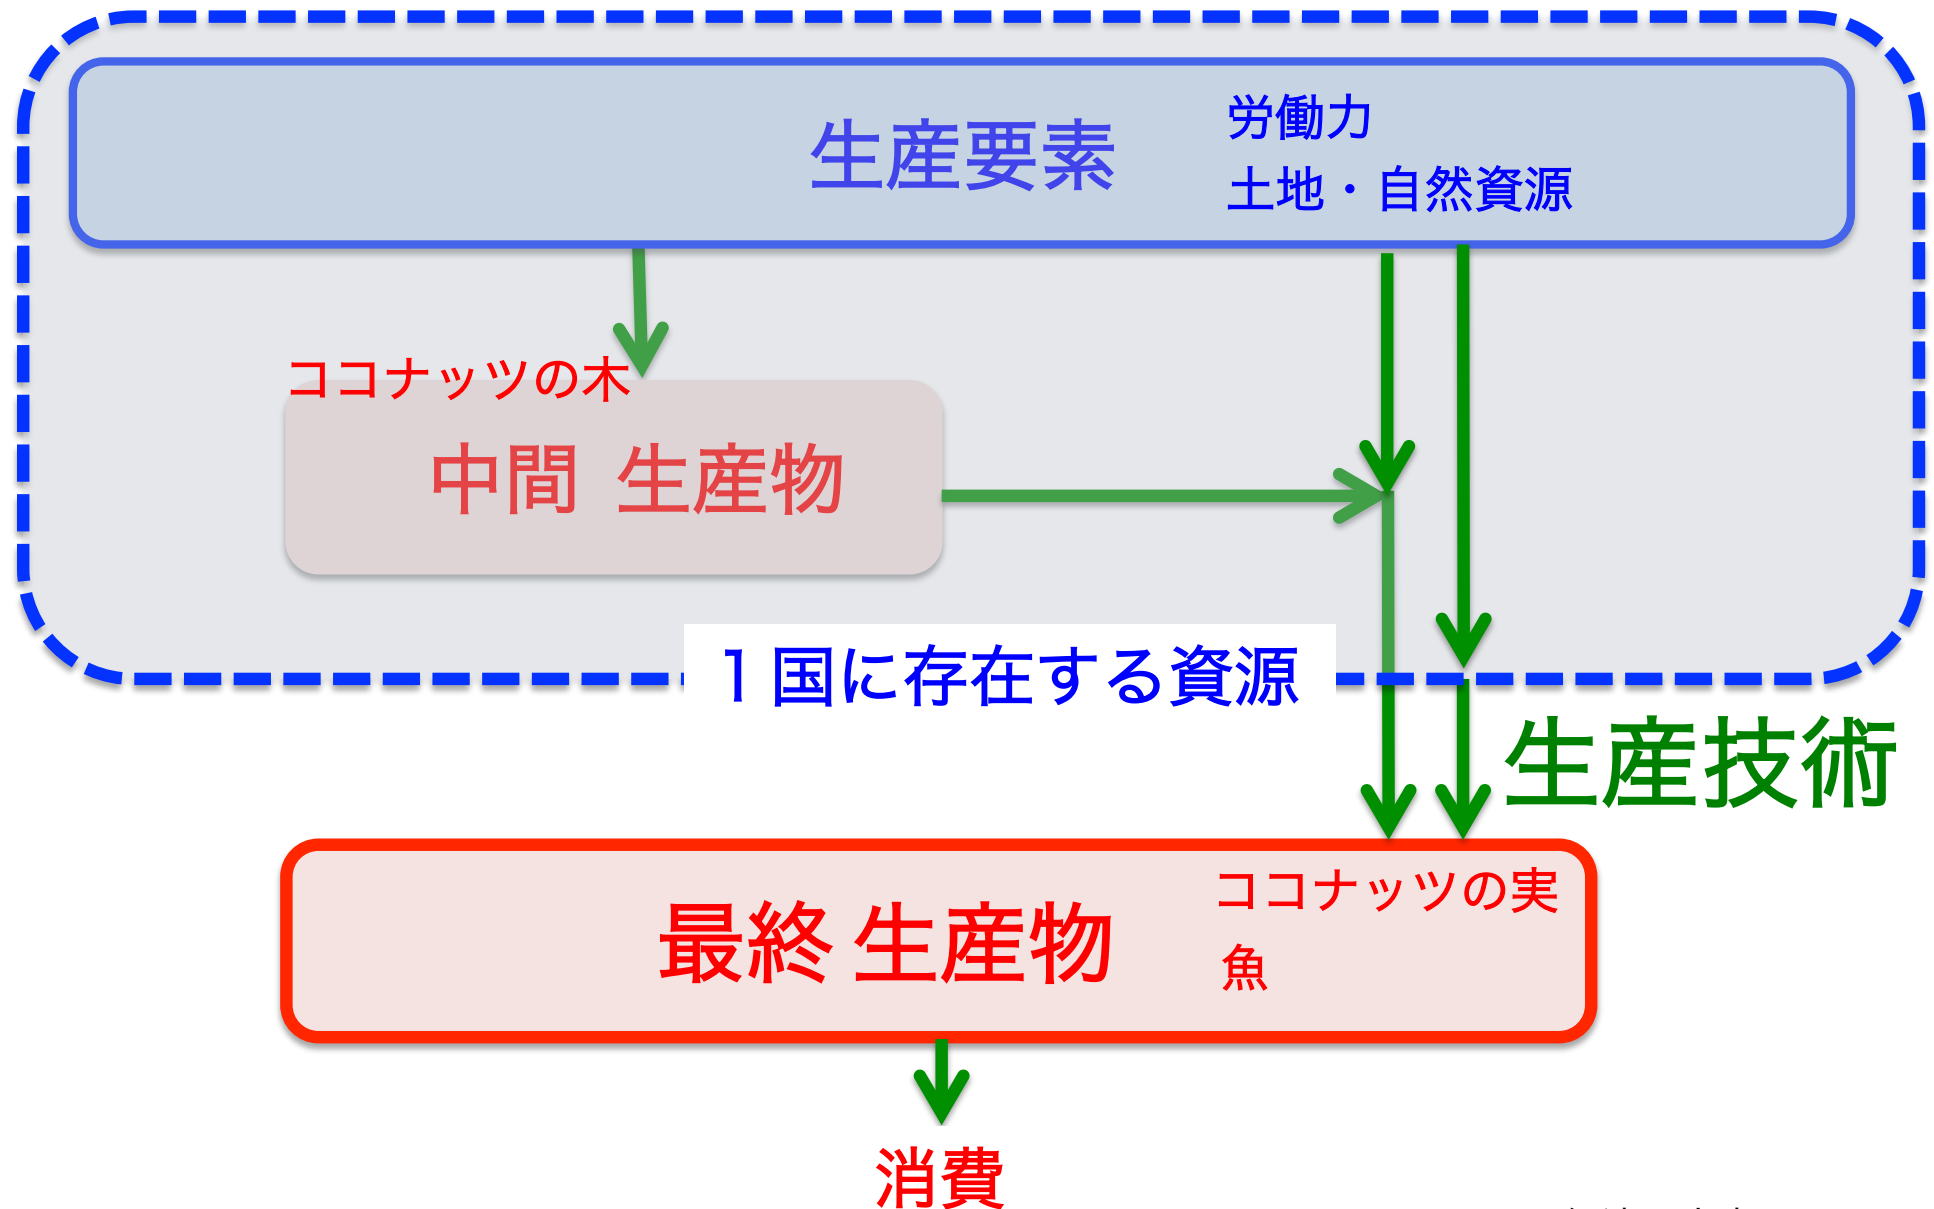 生産要素
労働力
土地・自然資源
ココナッツの木
中間 生産物
1国に存在する資源
生産技術
最終 生産物
ココナッツの実
魚
消費